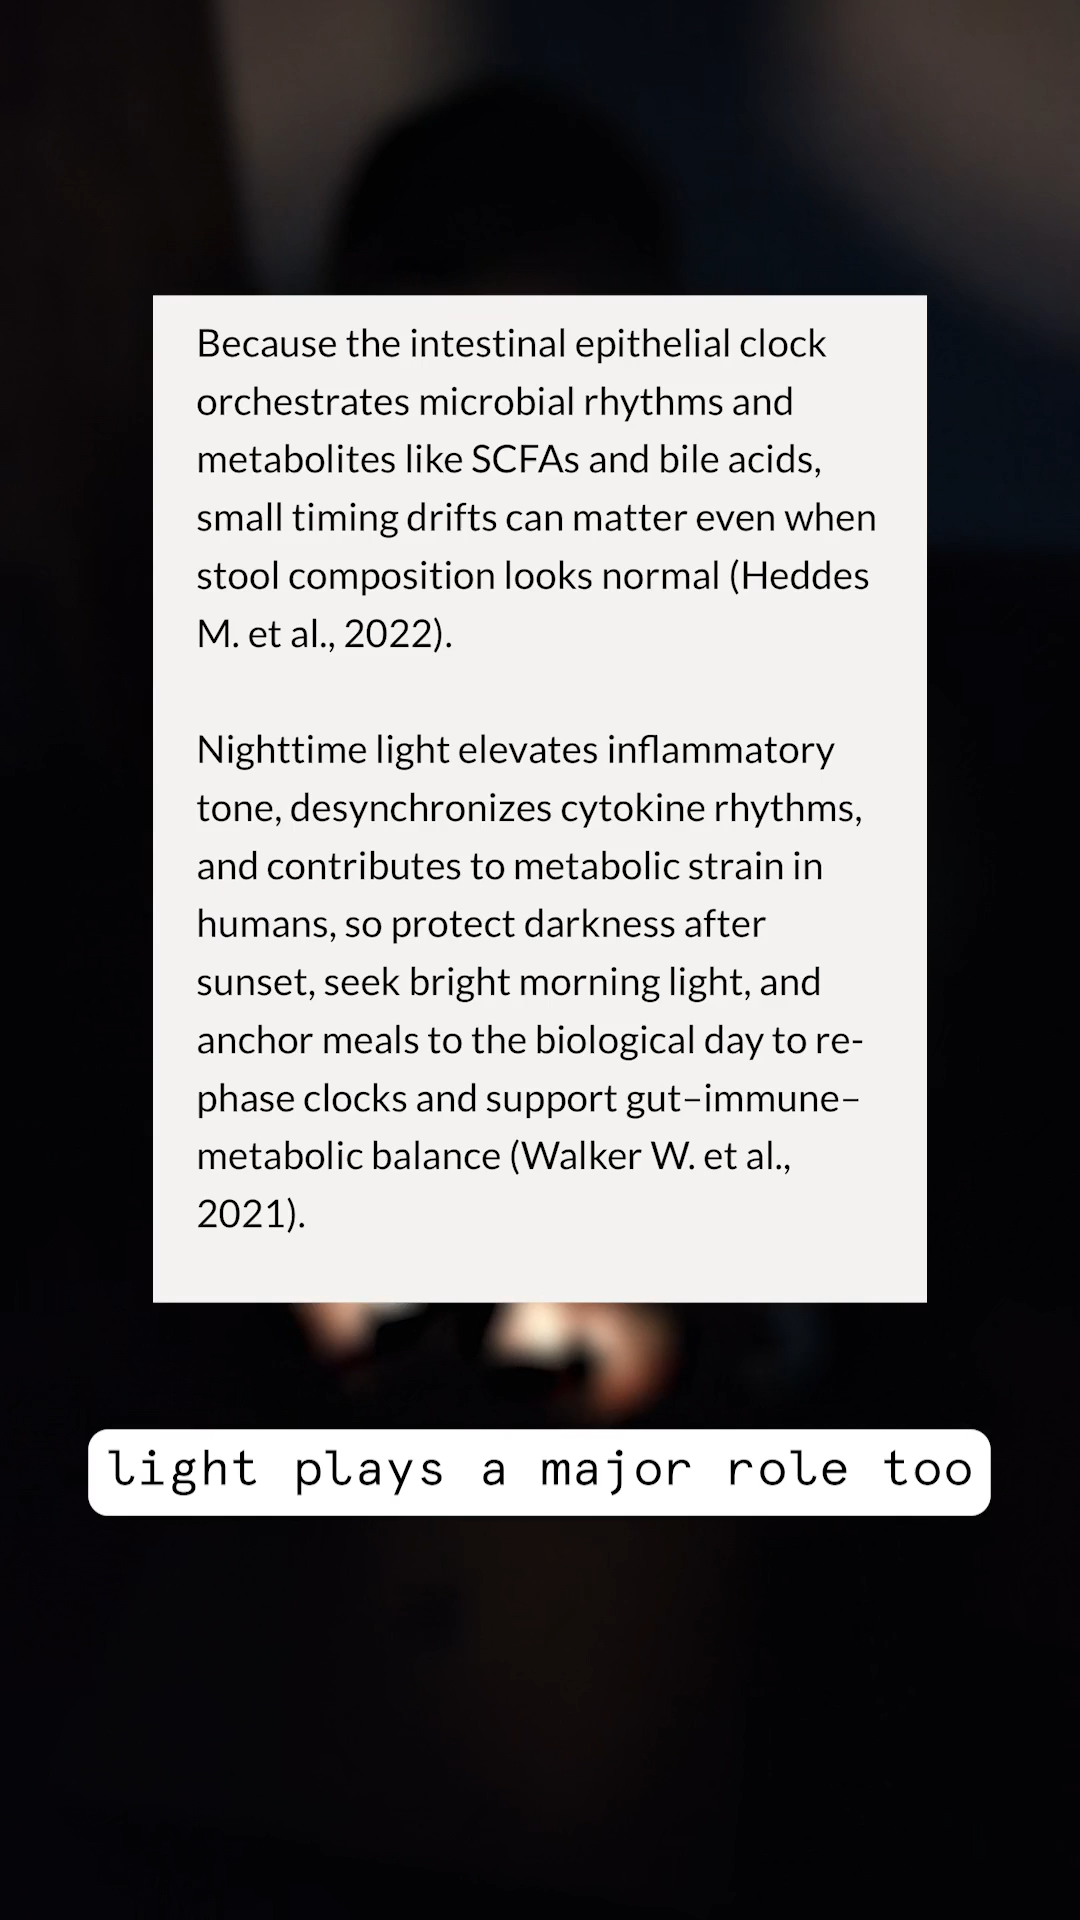 Because the intestinal epithelial clock
orchestrates microbial rhythms and
metabolites like SCFAs and bile acids,
small timing drifts can matter even when
stool composition looks normal (Heddes
M. et al., 2022).
Nighttime light elevates inflammatory
tone, desynchronizes cytokine rhythms,
and contributes to metabolic strain in
humans, so protect darkness after
sunset, seek bright morning light, and
anchor meals to the biological day to re-
phase clocks and support gut–immune–
metabolic balance (Walker W. et al.,
2021).
light plays a major role too